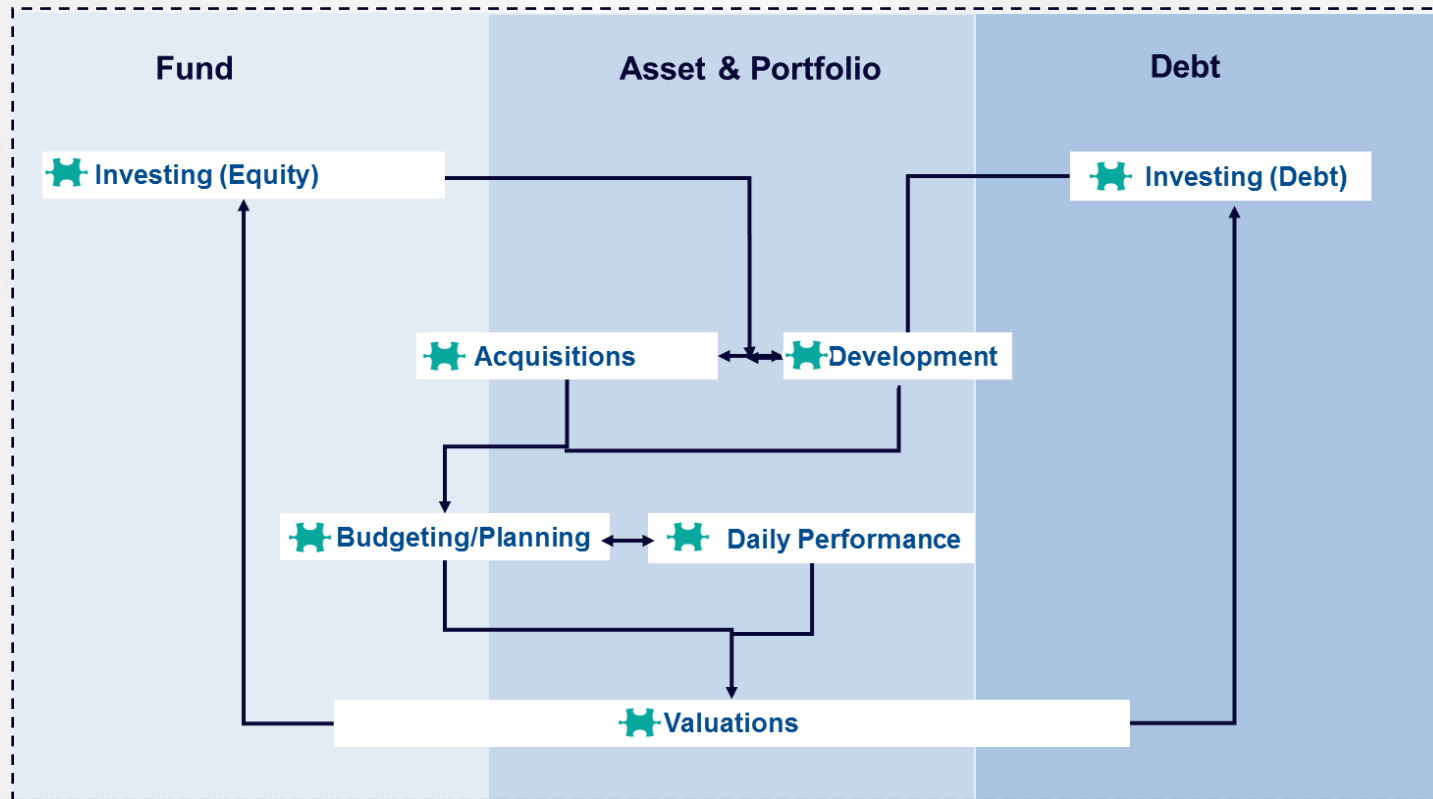 Fund
Asset & Portfolio
Debt
Investing (Equity)
Investing (Debt)
Acquisitions
Development
Budgeting/Planning
Daily Performance
Valuations